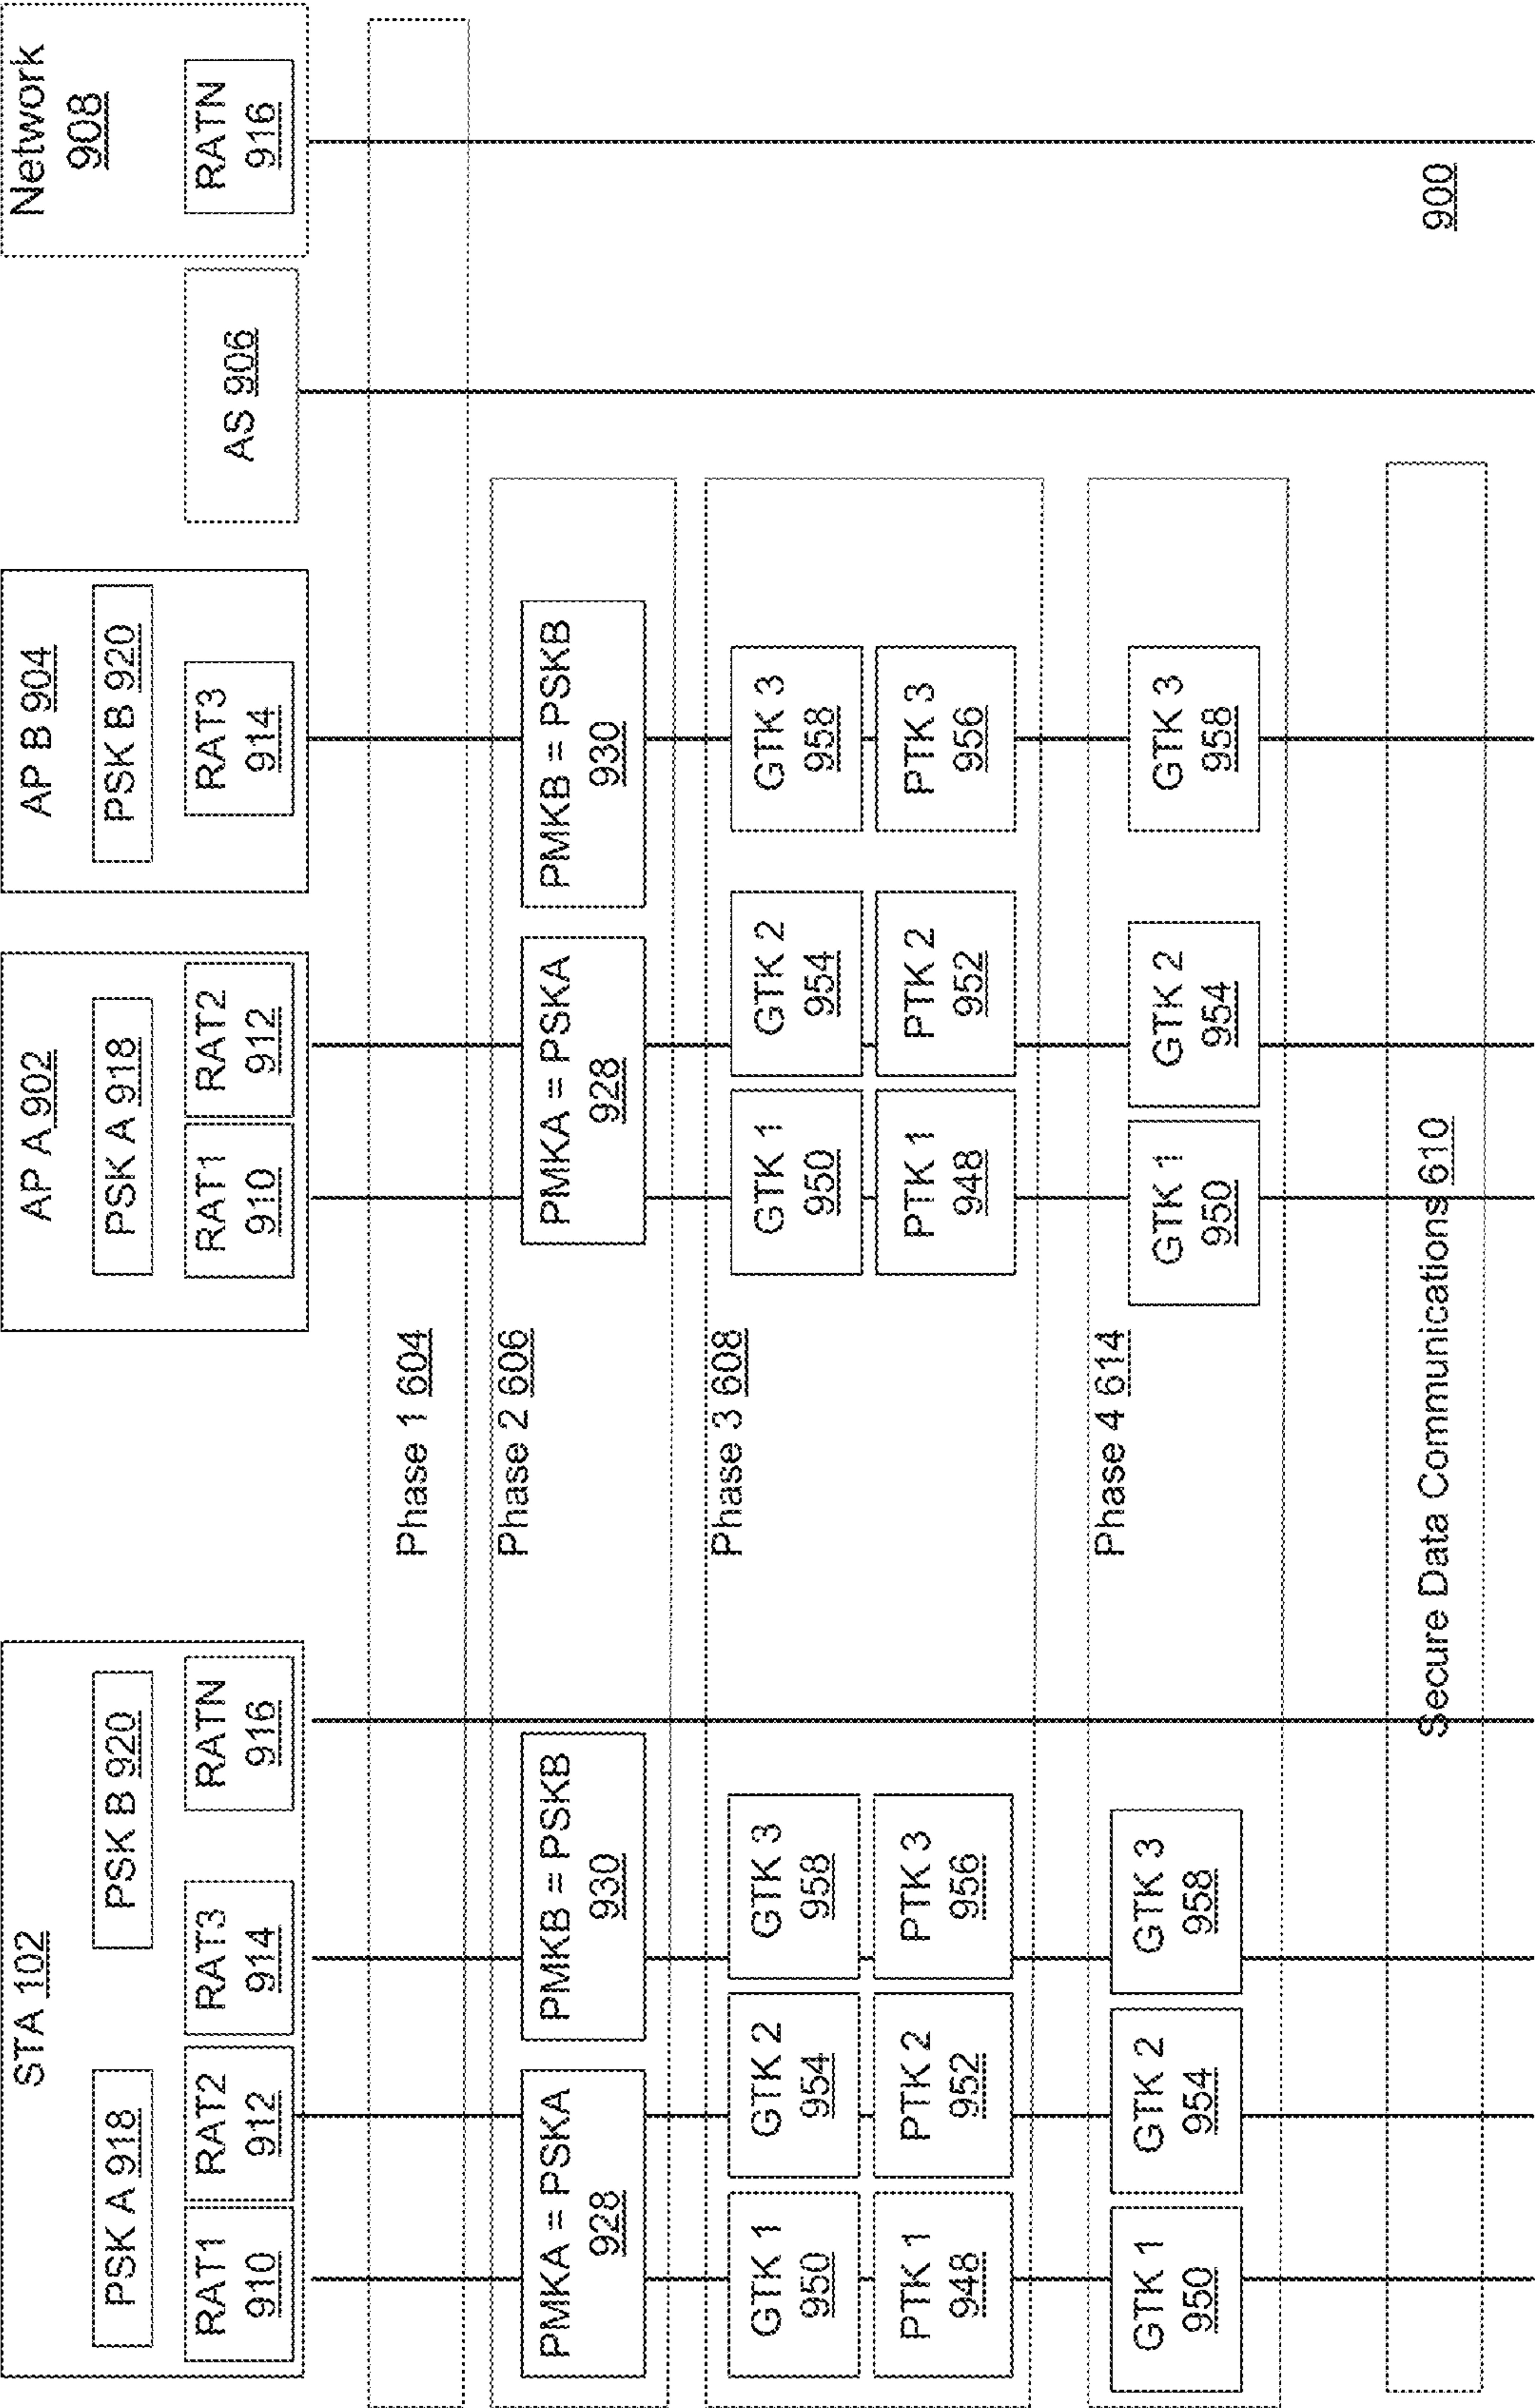 STA 102
PSK A 918
PSK B 920
RAT1
910
RAT2
912
RAT3
914
RATN
916
AP A 902
PSK A 918
RAT1
910
RAT2
912
AP B 904
PSK B 920
RAT3
914
AS 906
Network
908
RATN
916
Phase 1 604
Phase 2 606
PMKA = PSKA
928
PMKB = PSKB
930
PMKA = PSKA
928
PMKB = PSKB
930
Phase 3 608
GTK 1
950
GTK 2
954
GTK 3
958
GTK 1
950
GTK 2
954
GTK 3
958
PTK 1
948
PTK 2
952
PTK 3
956
PTK 1
948
PTK 2
952
PTK 3
956
Phase 4 614
GTK 1
950
GTK 2
954
GTK 3
958
GTK 1
950
GTK 2
954
GTK 3
958
Secure Data Communications 610
900